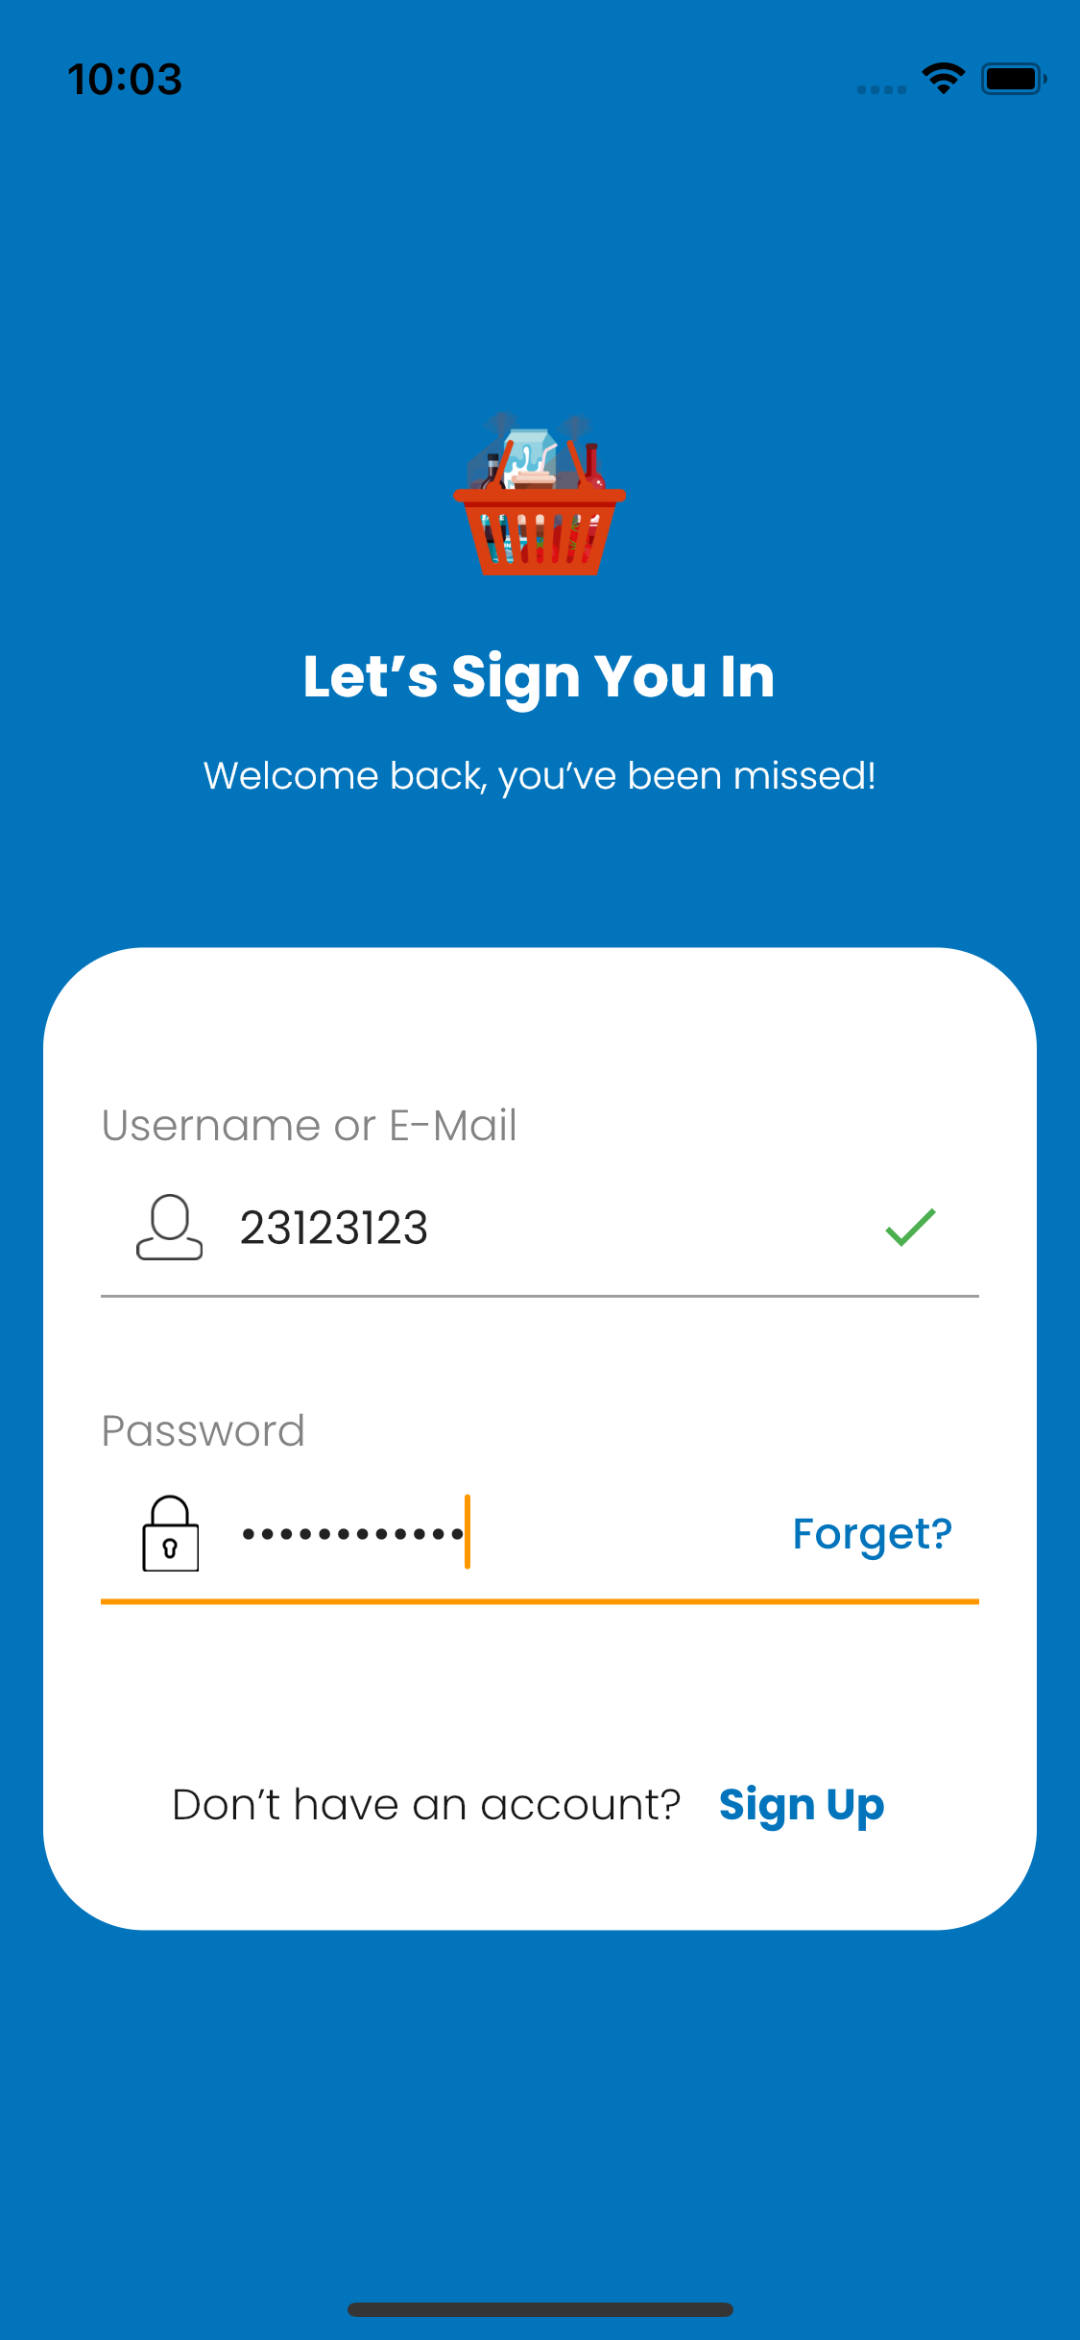 10:03
Let’s Sign You In
Welcome back, you’ve been missed!
Username or E-Mail
23123123
Password
••••••••••••
Forget?
Don’t have an account? Sign Up